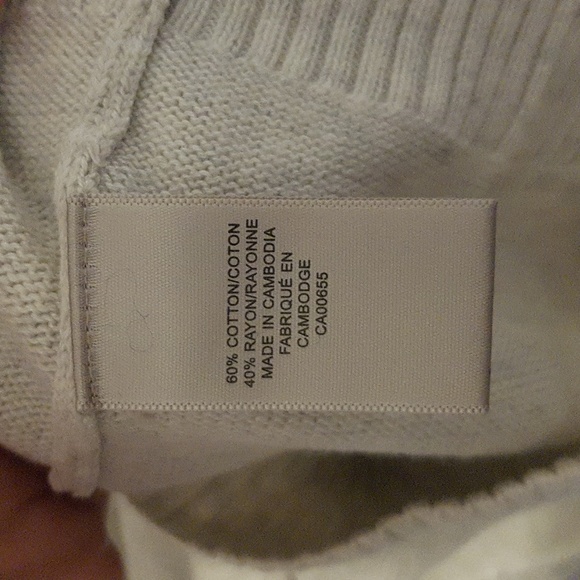 60% COTTON/COTON
40% RAYON/RAYONNE
MADE IN CAMBODIA
FABRIQUÉ EN
CAMBODGE
CA00655